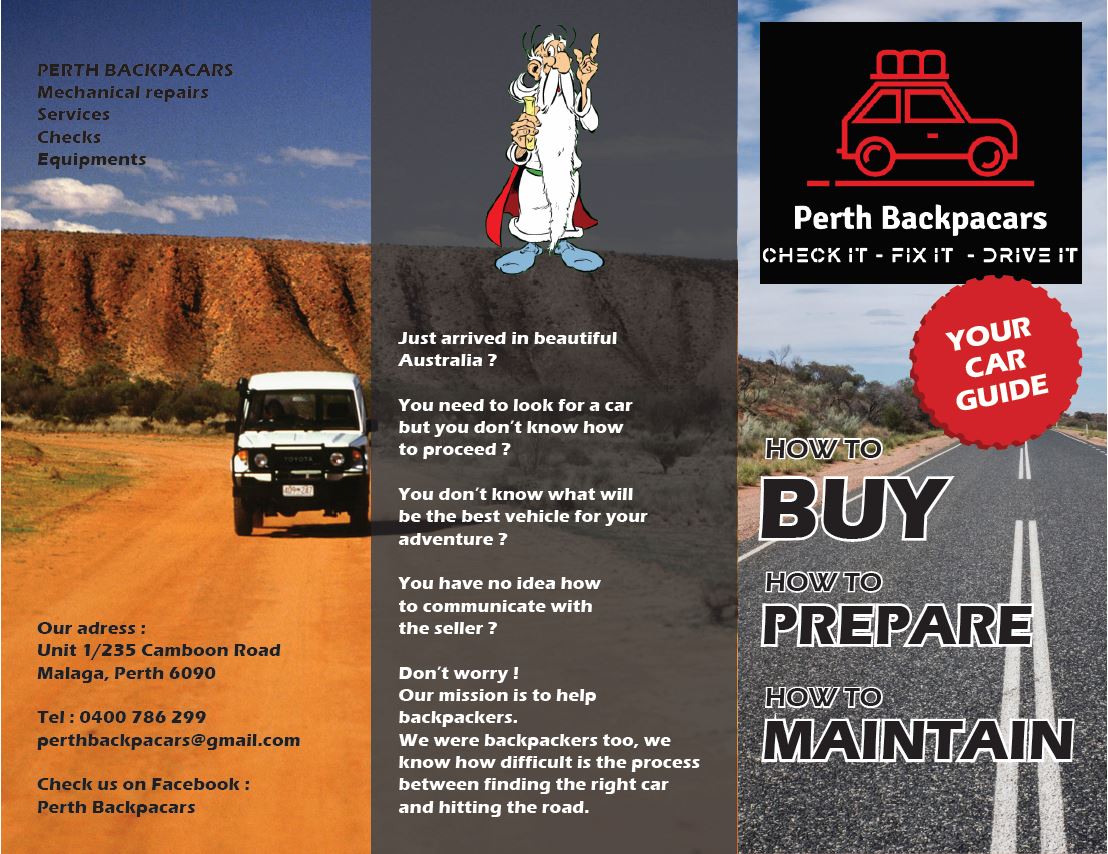 PERTH BACKPACARS
Mechanical repairs
Services
Checks
Equipments
TOYOTA
Our adress :
Unit 1/235 Camboon Road
Malaga, Perth 6090
Tel : 0400 786 299
perthbackpacars@gmail.com
Check us on Facebook :
Perth Backpacars
Just arrived in beautiful
Australia ?
You need to look for a car
but you don't know how
to proceed ?
You don't know what will
be the best vehicle for your
adventure ?
You have no idea how
to communicate with
the seller ?
Don't worry !
Our mission is to help
backpackers.
We were backpackers too, we
know how difficult is the process
between finding the right car
and hitting the road.
Perth Backpacars
CHECK IT - FIX IT - DRIVE IT
YOUR
CAR
GUIDE
HOW TO
BUY
HOW TO
PREPARE
HOW TO
MAINTAIN